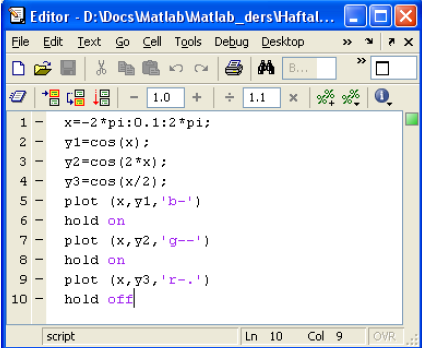 Editor - D:\Docs\Matlab\Matlab_ders\Haftal...
File Edit Text Go Cell Tools Debug Desktop »
B... »
- 1.0 + ÷ 1.1 ×
1 - x=-2*pi:0.1:2*pi;
2 - y1=cos(x);
3 - y2=cos(2*x);
4 - y3=cos(x/2);
5 - plot (x,y1,'b-')
6 - hold on
7 - plot (x,y2,'g--')
8 - hold on
9 - plot (x,y3,'r-.')
10 - hold off
script Ln 10 Col 9 OVR